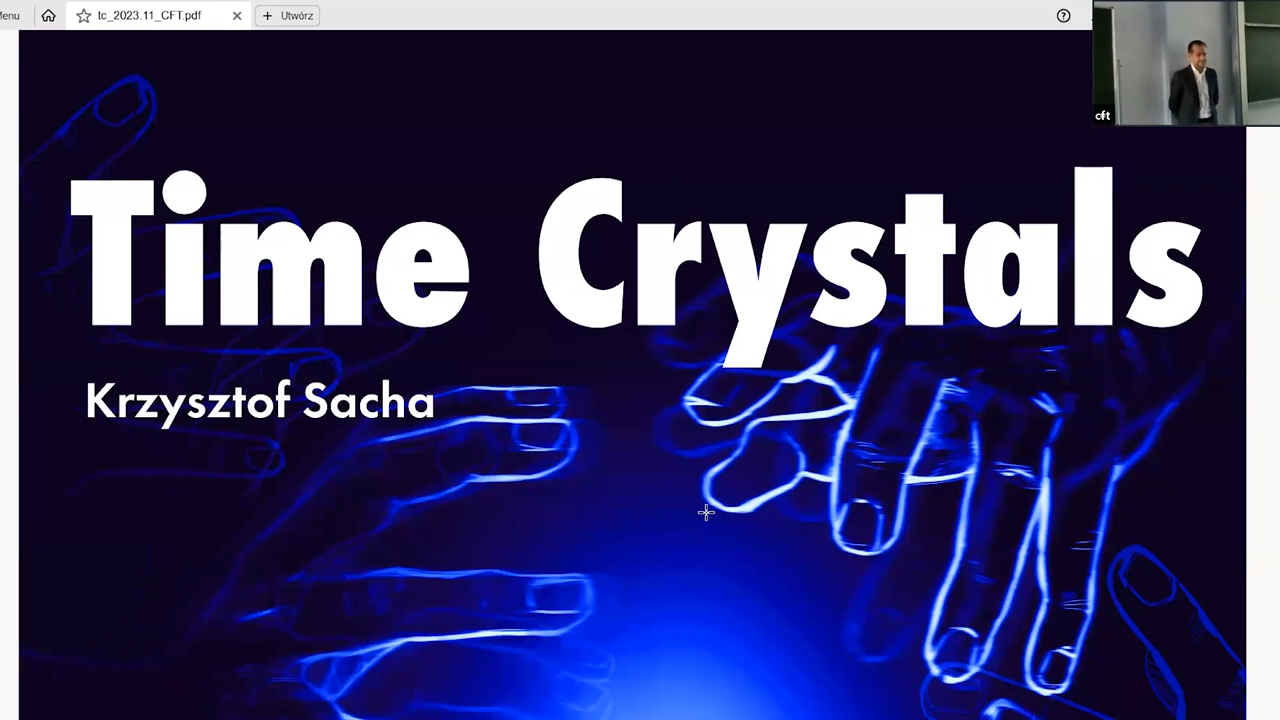 Menu
tc_2023.11_CFT.pdf
Utwórz
cft
Time Crystals
Krzysztof Sacha